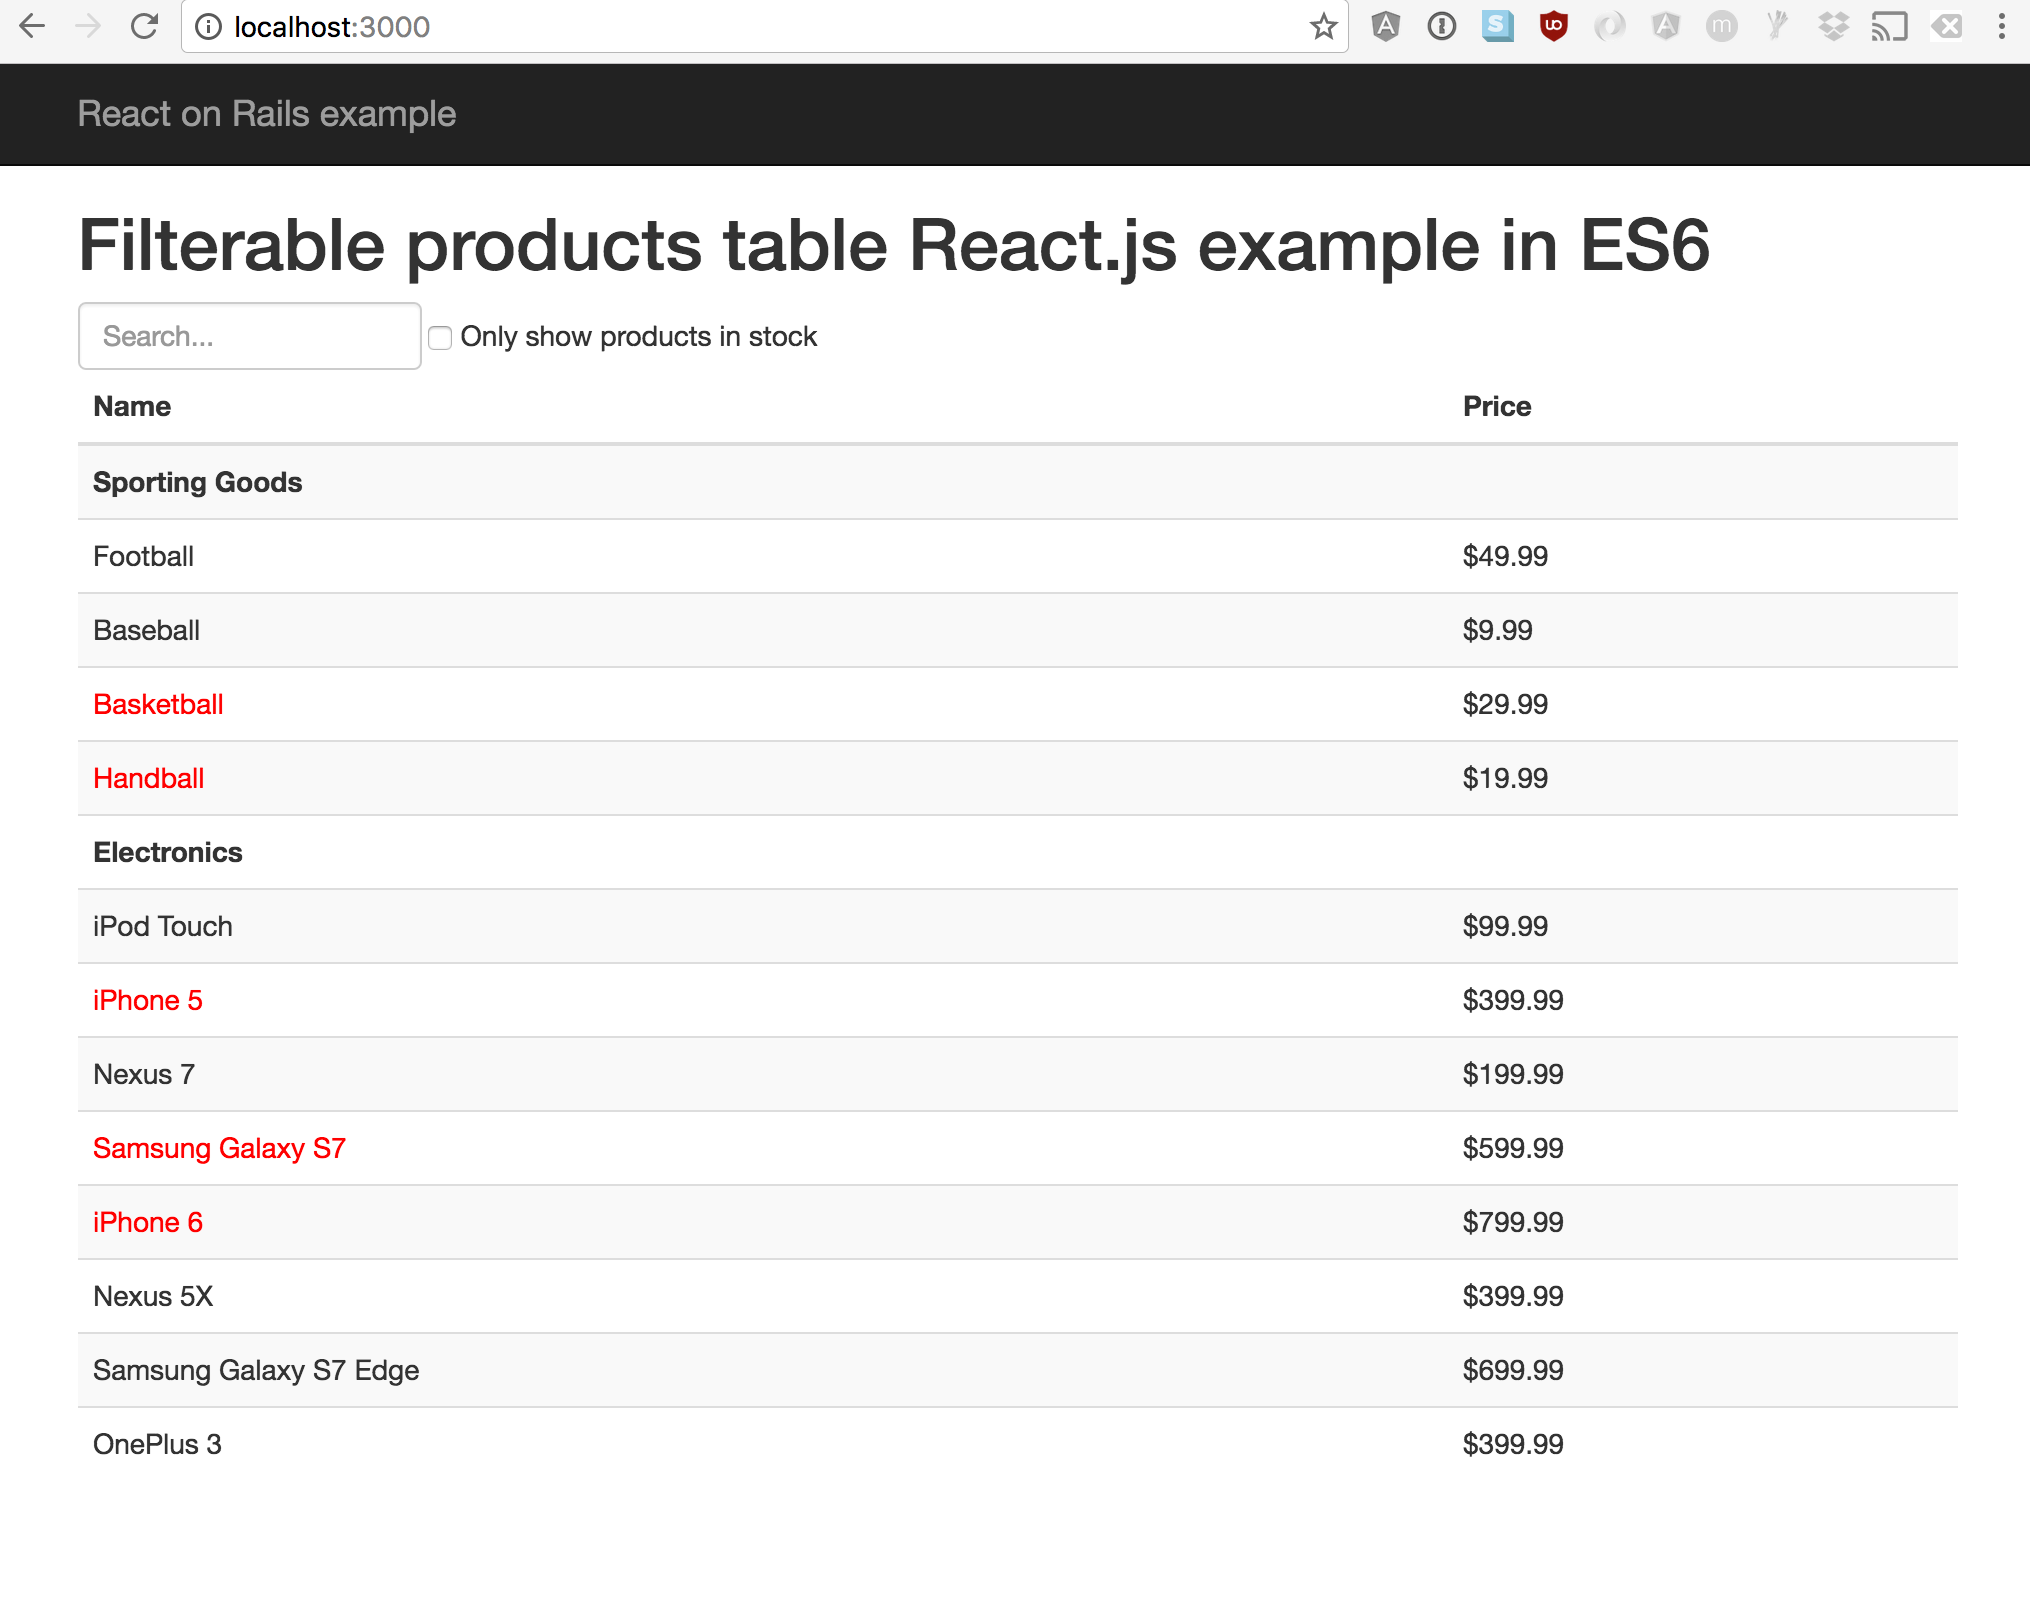 localhost:3000
React on Rails example
Filterable products table React.js example in ES6
Search... Only show products in stock
Name Price
Sporting Goods
Football $49.99
Baseball $9.99
Basketball $29.99
Handball $19.99
Electronics
iPod Touch $99.99
iPhone 5 $399.99
Nexus 7 $199.99
Samsung Galaxy S7 $599.99
iPhone 6 $799.99
Nexus 5X $399.99
Samsung Galaxy S7 Edge $699.99
OnePlus 3 $399.99